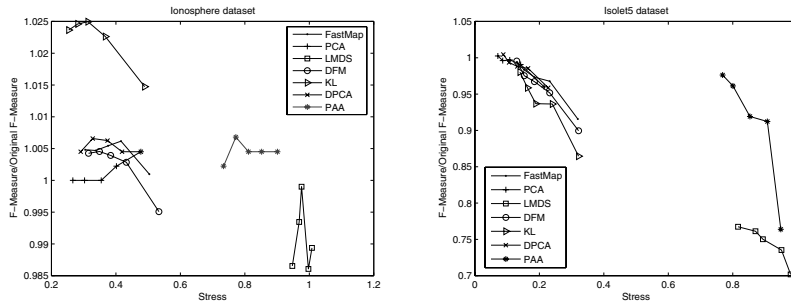 Ionosphere dataset
F−Measure/Original F−Measure
1.025
1.02
1.015
1.01
1.005
1
0.995
0.99
0.985
0.2
0.4
0.6
0.8
1
1.2
Stress
FastMap
PCA
LMDS
DFM
KL
DPCA
PAA
Isolet5 dataset
F−Measure/Original F−Measure
1.05
1
0.95
0.9
0.85
0.8
0.75
0.7
0
0.2
0.4
0.6
0.8
Stress
FastMap
PCA
LMDS
DFM
KL
DPCA
PAA